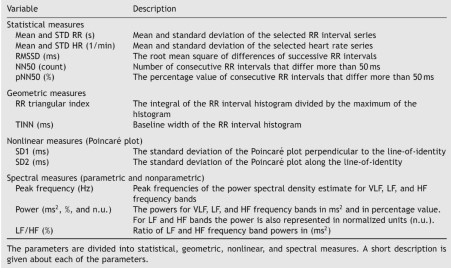 Variable Description
Statistical measures
Mean and STD RR (s) Mean and standard deviation of the selected RR interval series
Mean and STD HR (1/min) Mean and standard deviation of the selected heart rate series
RMSSD (ms) The root mean square of differences of successive RR intervals
NN50 (count) Number of consecutive RR intervals that differ more than 50 ms
pNN50 (%) The percentage value of consecutive RR intervals that differ more than 50 ms
Geometric measures
RR triangular index The integral of the RR interval histogram divided by the maximum of the
histogram
TINN (ms) Baseline width of the RR interval histogram
Nonlinear measures (Poincaré plot)
SD1 (ms) The standard deviation of the Poincaré plot perpendicular to the line-of-identity
SD2 (ms) The standard deviation of the Poincaré plot along the line-of-identity
Spectral measures (parametric and nonparametric)
Peak frequency (Hz) Peak frequencies of the power spectral density estimate for VLF, LF, and HF
frequency bands
Power (ms², %, and n.u.) The powers for VLF, LF, and HF frequency bands in ms² and in percentage value.
For LF and HF bands the power is also represented in normalized units (n.u.).
LF/HF (%) Ratio of LF and HF frequency band powers in (ms²)
The parameters are divided into statistical, geometric, nonlinear, and spectral measures. A short description is
given about each of the parameters.